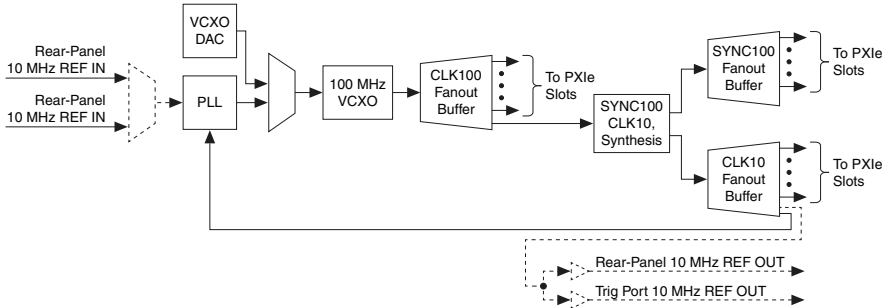 VCXO
DAC
Rear-Panel
10 MHz REF IN
Rear-Panel
10 MHz REF IN
PLL
100 MHz
VCXO
CLK100
Fanout
Buffer
To PXIe
Slots
SYNC100
CLK10,
Synthesis
SYNC100
Fanout
Buffer
To PXIe
Slots
CLK10
Fanout
Buffer
To PXIe
Slots
Rear-Panel 10 MHz REF OUT
Trig Port 10 MHz REF OUT